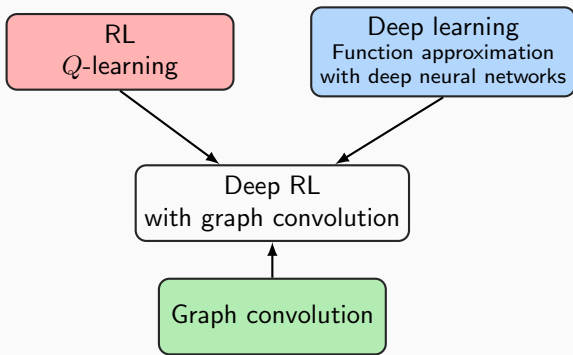 RL
Q-learning
Deep learning
Function approximation
with deep neural networks
Deep RL
with graph convolution
Graph convolution